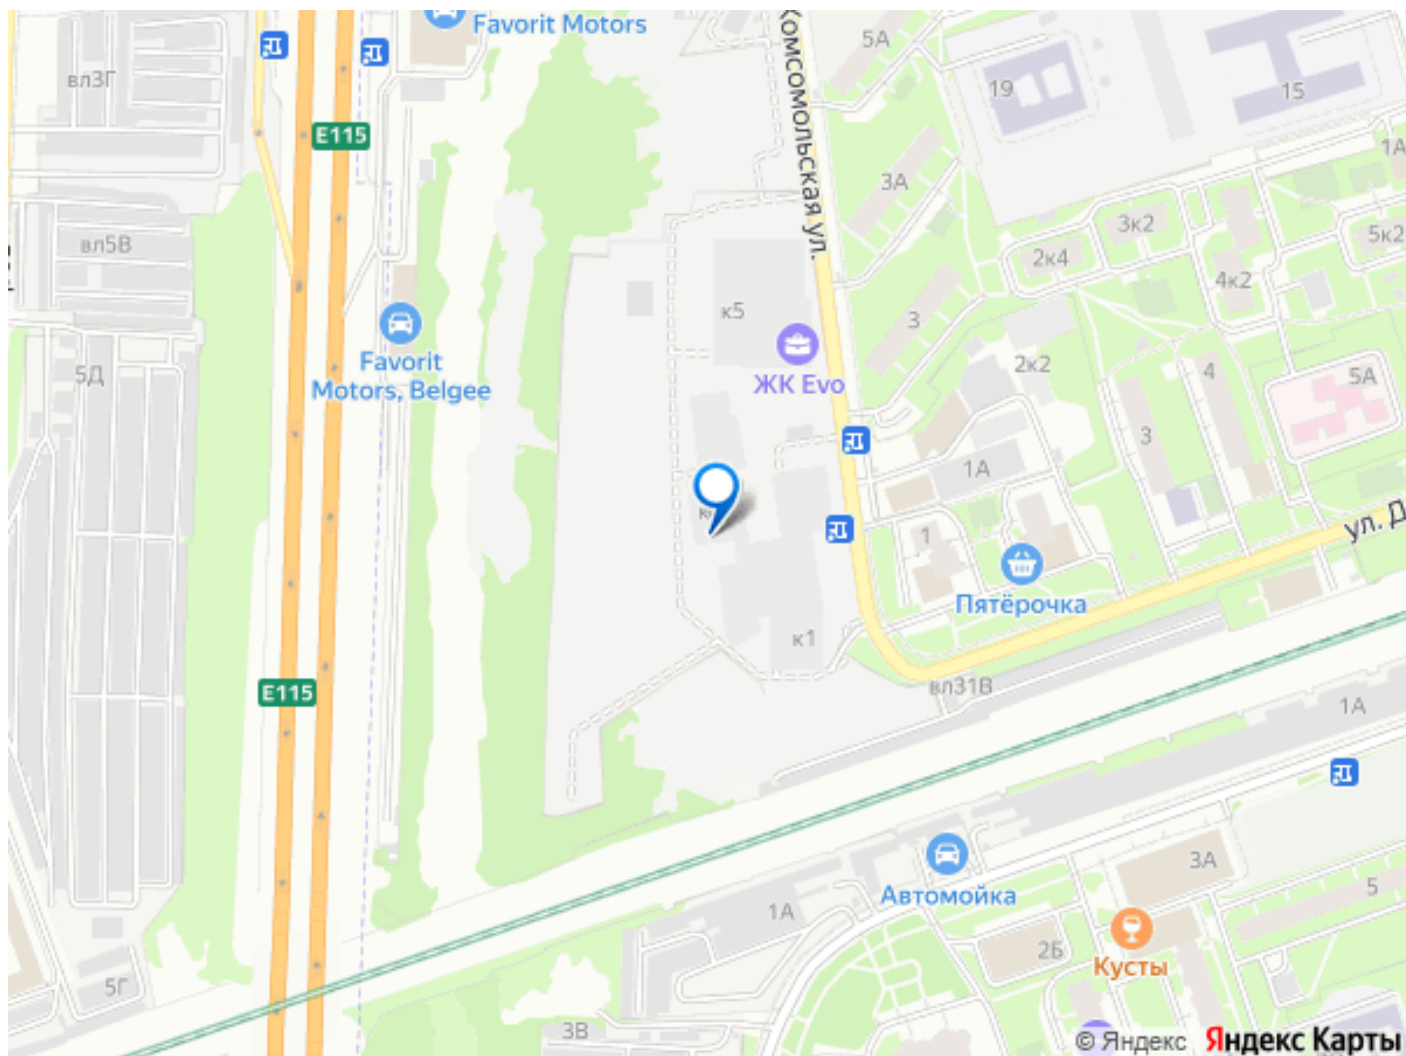 Favorit Motors
Комсомольская ул.
5А
вл3Г
19
15
E115
1А
3А
3к2
5к2
вл5В
2к4
4к2
к5
3
Favorit
Motors, Belgee
ЖК Evo
2к2
5Д
4
5А
3
1А
1
ул. Д
Пятёрочка
к1
E115
вл31В
1А
Автомойка
3А
5
1А
2Б
Кусты
5Г
3В
© Яндекс Яндекс Карты